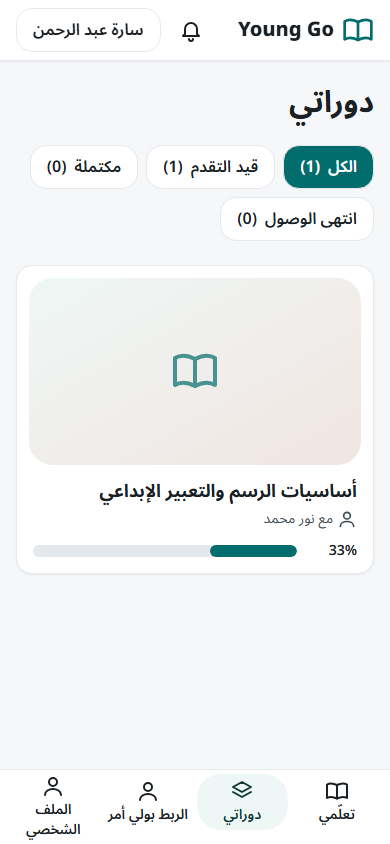 Young Go
سارة عبد الرحمن
دوراتي
الكل (1)
قيد التقدم (1)
مكتملة (0)
انتهى الوصول (0)
أساسيات الرسم والتعبير الإبداعي
مع نور محمد
33%
تعلّمي
دوراتي
الربط بولي أمر
الملف
الشخصي